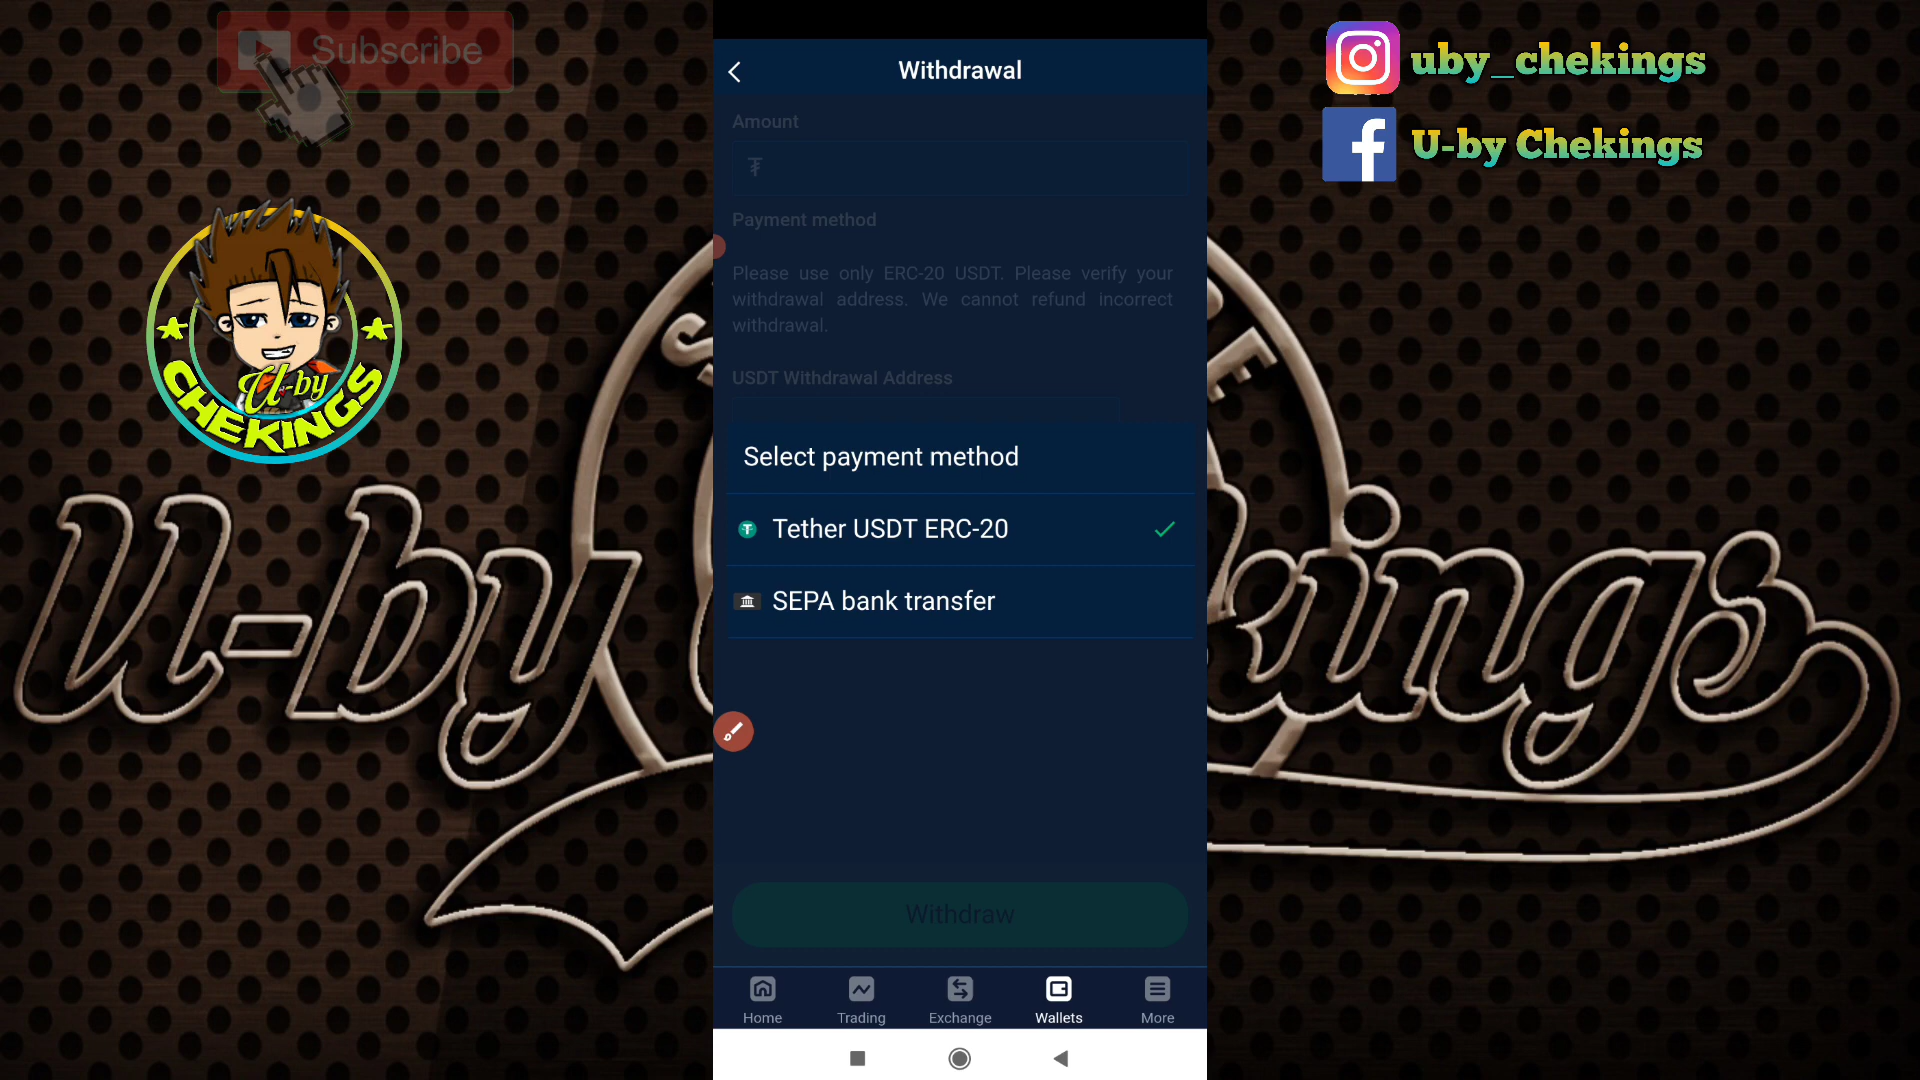 Subscribe
uby_chekings
U-by Chekings
U-by
CHEKINGS
U-by Chekings
Withdrawal
Amount
₮
Payment method
Please use only ERC-20 USDT. Please verify your
withdrawal address. We cannot refund incorrect
withdrawal.
USDT Withdrawal Address
Select payment method
Tether USDT ERC-20
SEPA bank transfer
Withdraw
Home
Trading
Exchange
Wallets
More